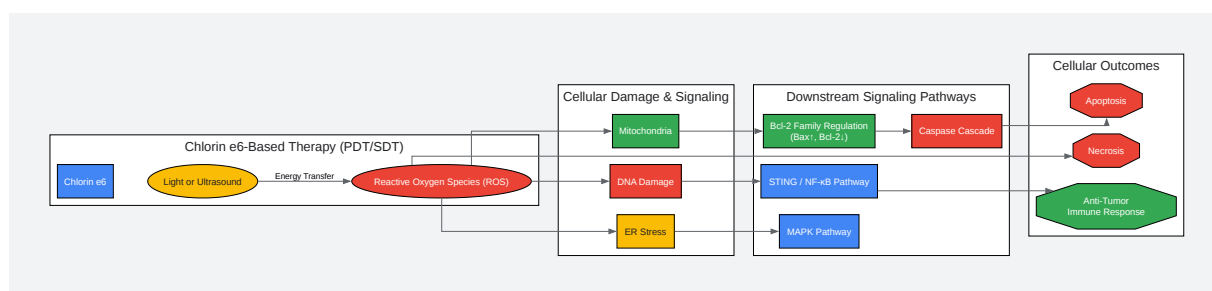 Chlorin e6-Based Therapy (PDT/SDT)
Chlorin e6
Light or Ultrasound
Energy Transfer
Reactive Oxygen Species (ROS)
Cellular Damage & Signaling
Mitochondria
DNA Damage
ER Stress
Downstream Signaling Pathways
Bcl-2 Family Regulation
(Bax↑, Bcl-2↓)
Caspase Cascade
STING / NF-κB Pathway
MAPK Pathway
Cellular Outcomes
Apoptosis
Necrosis
Anti-Tumor
Immune Response